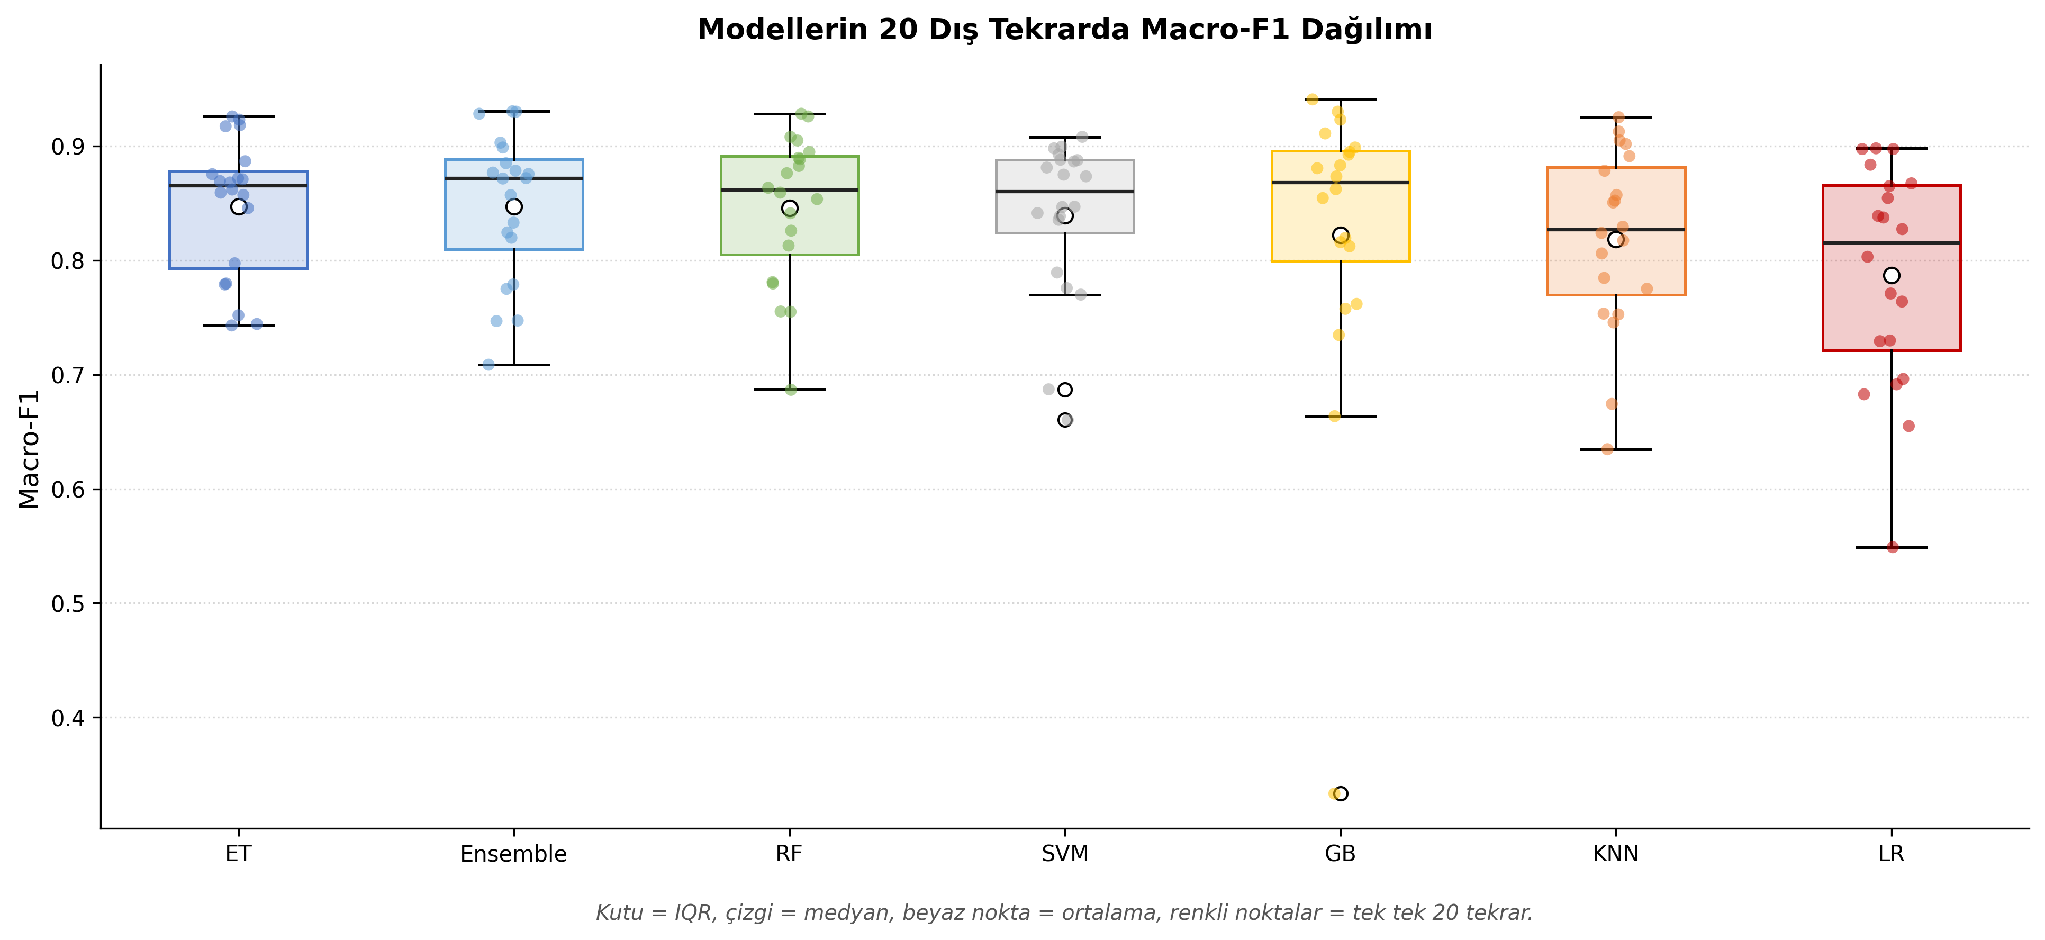 Modellerin 20 Dış Tekrarda Macro-F1 Dağılımı
Macro-F1
0.9
0.8
0.7
0.6
0.5
0.4
ET Ensemble RF SVM GB KNN LR
Kutu = IQR, çizgi = medyan, beyaz nokta = ortalama, renkli noktalar = tek tek 20 tekrar.